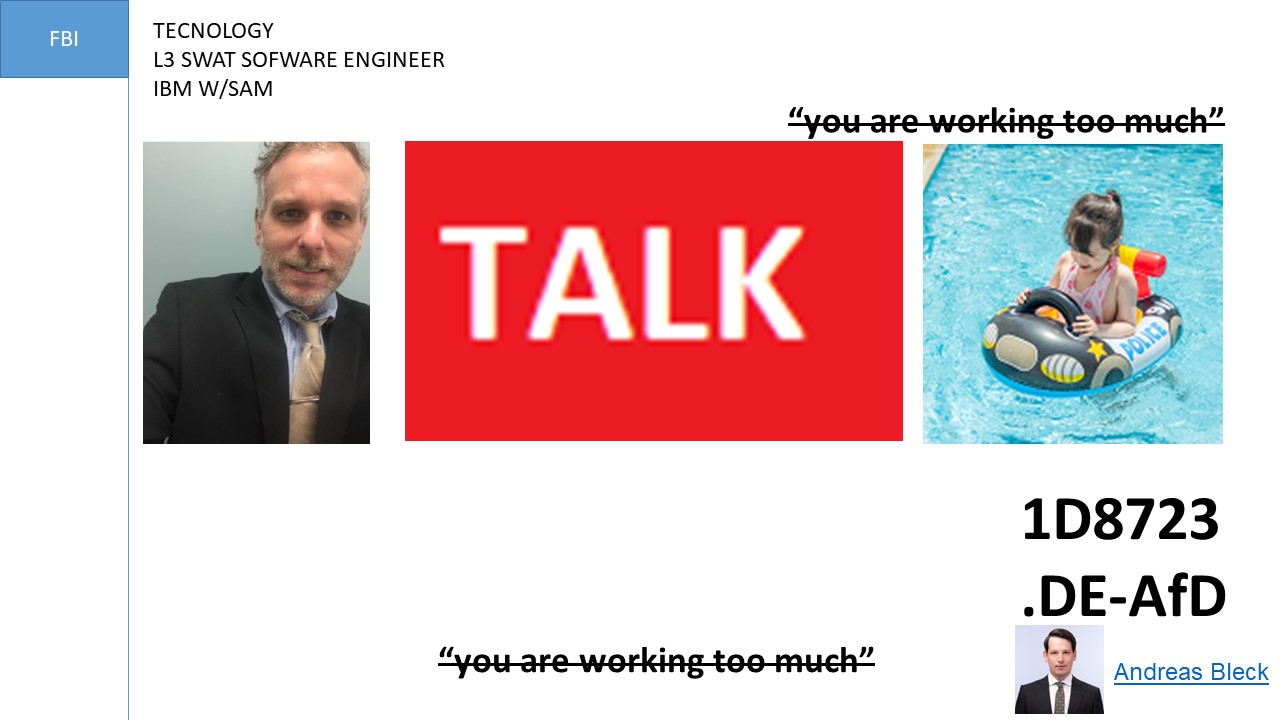 FBI
TECNOLOGY
L3 SWAT SOFWARE ENGINEER
IBM W/SAM
“you are working too much”
TALK
POLICE
1D8723
.DE-AfD
“you are working too much”
Andreas Bleck